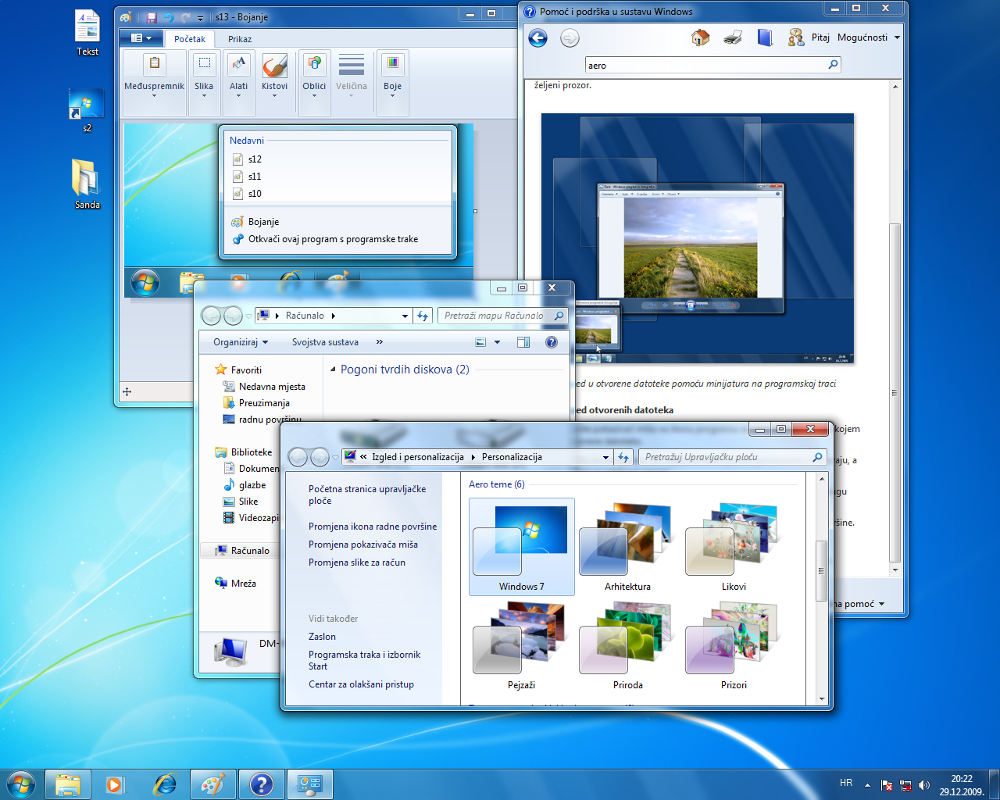 Tekst
s2
Sanda
s13 - Bojanje
Početak
Prikaz
Međuspremnik
Slika
Alati
Kistovi
Oblici
Veličina
Boje
Nedavni
s12
s11
s10
Bojanje
Otkvači ovaj program s programske trake
Pomoć i podrška u sustavu Windows
Pitaj
Mogućnosti
aero
željeni prozor.
ed u otvorene datoteke pomoću minijatura na programskoj traci
ed otvorenih datoteka
kojem
aju, a
ugu
šine.
na pomoć
Računalo
Pretraži mapu Računalo
Organiziraj
Svojstva sustava
»
Favoriti
Nedavna mjesta
Preuzimanja
radnu površinu
Biblioteke
Dokumen
glazbe
Slike
Videozapi
Računalo
Mreža
Pogoni tvrdih diskova (2)
DM-
« Izgled i personalizacija
Personalizacija
Pretražuj Upravljačku ploču
Početna stranica upravljačke
ploče
Promjena ikona radne površine
Promjena pokazivača miša
Promjena slike za račun
Vidi također
Zaslon
Programska traka i izbornik
Start
Centar za olakšani pristup
Aero teme (6)
Windows 7
Arhitektura
Likovi
Pejzaži
Priroda
Prizori
HR
20:22
29.12.2009.